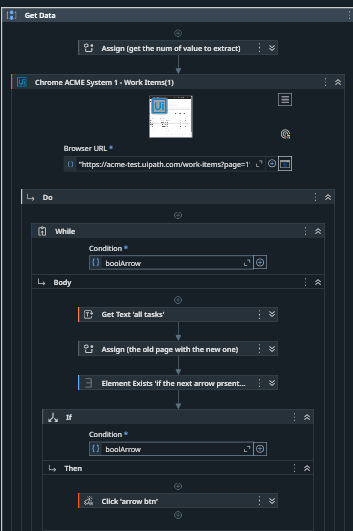 Get Data
Assign (get the num of value to extract)
Chrome ACME System 1 - Work Items(1)
Ui
Browser URL *
"https://acme-test.uipath.com/work-items?page=1"
Do
While
Condition *
boolArrow
Body
Get Text 'all tasks'
Assign (the old page with the new one)
Element Exists 'if the next arrow prsent...
If
Condition *
boolArrow
Then
Click 'arrow btn'